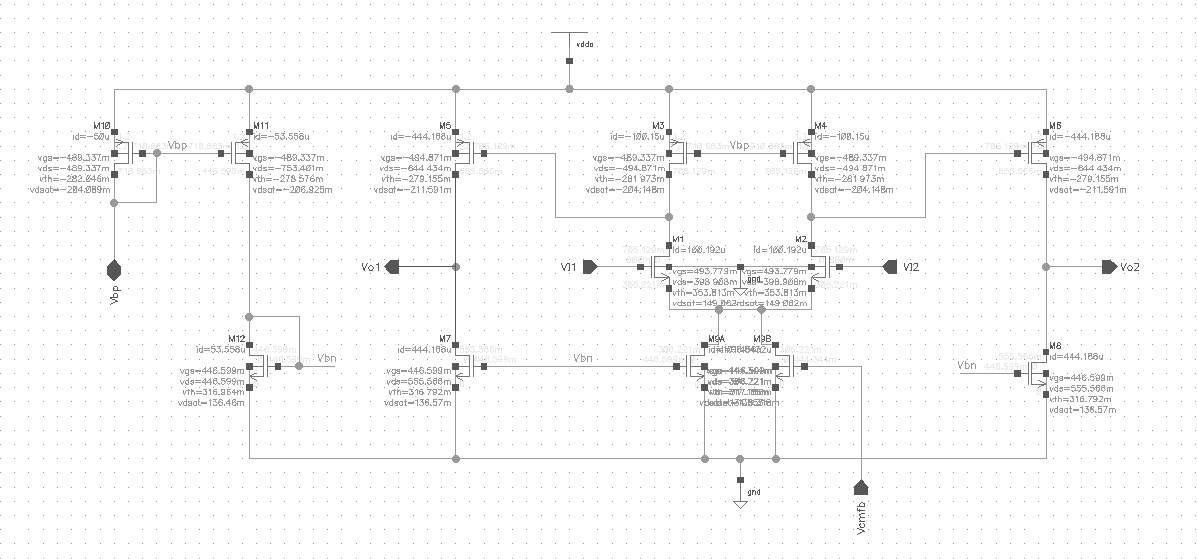 vdda
M10
id=-50u
vgs=-489.337m
vds=-489.337m
vth=-282.646m
vdsat=-204.089m
Vbp
M11
id=-53.558u
vgs=-489.337m
vds=-753.401m
vth=-278.576m
vdsat=-206.925m
M5
id=-444.188u
vgs=-494.871m
vds=-644.434m
vth=-279.155m
vdsat=-211.591m
M3
id=-100.15u
vgs=-489.337m
vds=-494.871m
vth=-281.973m
vdsat=-204.148m
Vbp
M4
id=-100.15u
vgs=-489.337m
vds=-494.871m
vth=-281.973m
vdsat=-204.148m
id=-444.188u
vgs=-494.871m
vds=-644.434m
vth=-279.155m
vdsat=-211.591m
Vbp
Vo1
VI1
M1
id=100.192u
vgs=493.779m
vds=398.908m
vth=353.813m
M2
id=100.192u
vgs=493.779m
vds=398.908m
vth=353.813m
gnd
VI2
Vo2
M12
id=53.558u
vgs=446.599m
vds=446.599m
vth=316.964m
vdsat=136.46m
Vbn
M7
id=444.188u
vgs=446.599m
vds=555.566m
vth=316.792m
vdsat=136.57m
Vbn
M9A
M9B
Vbn
id=444.188u
vgs=446.599m
vds=555.566m
vth=316.792m
vdsat=136.57m
gnd
Vcmfb